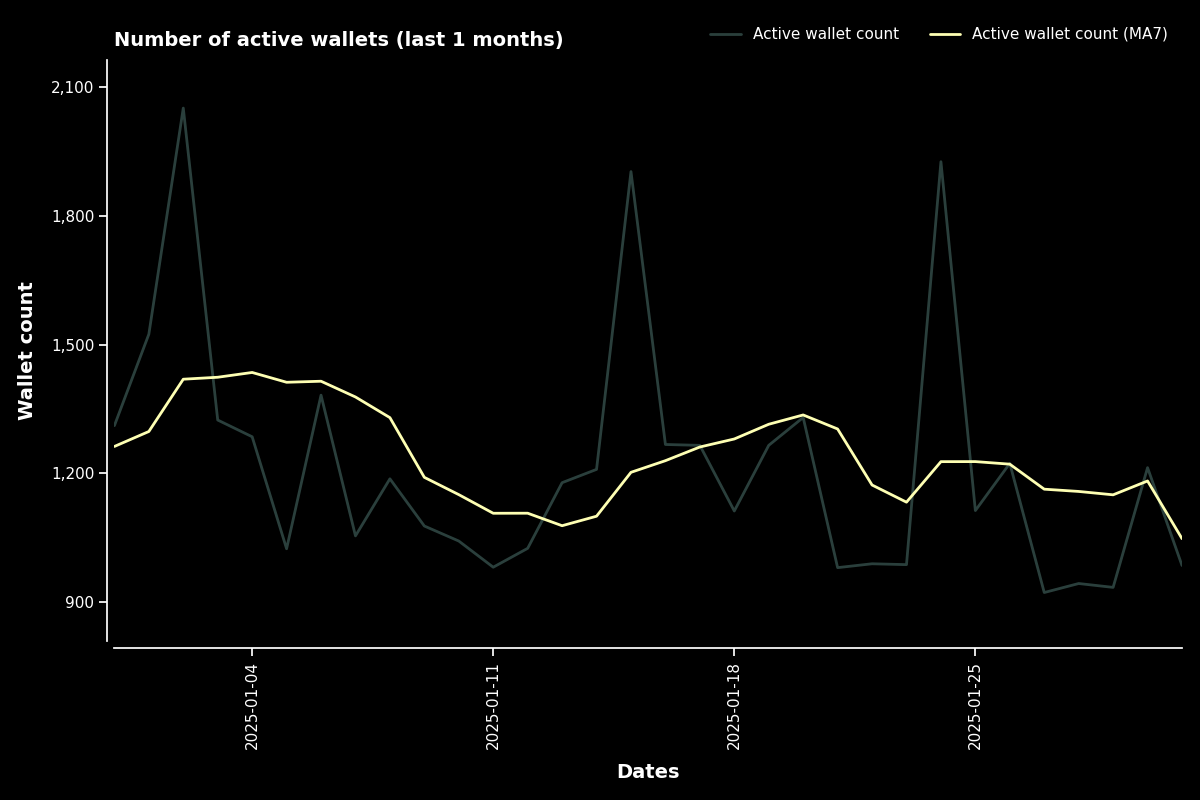 Number of active wallets (last 1 months)
Active wallet count
Active wallet count (MA7)
2,100
1,800
1,500
1,200
900
Wallet count
2025-01-04
2025-01-11
2025-01-18
2025-01-25
Dates